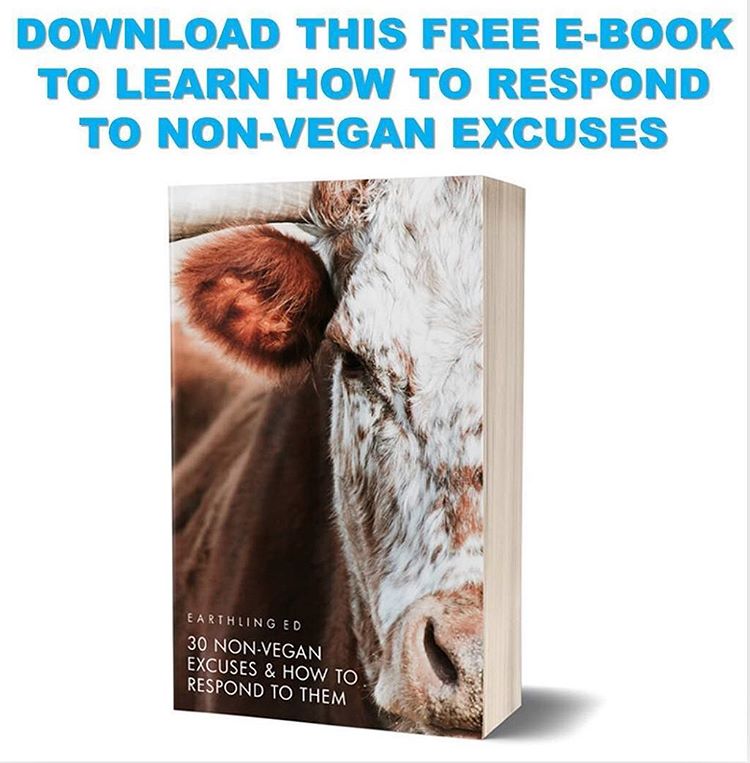 DOWNLOAD THIS FREE E-BOOK
TO LEARN HOW TO RESPOND
TO NON-VEGAN EXCUSES
EARTHLING ED
30 NON-VEGAN
EXCUSES & HOW TO
RESPOND TO THEM